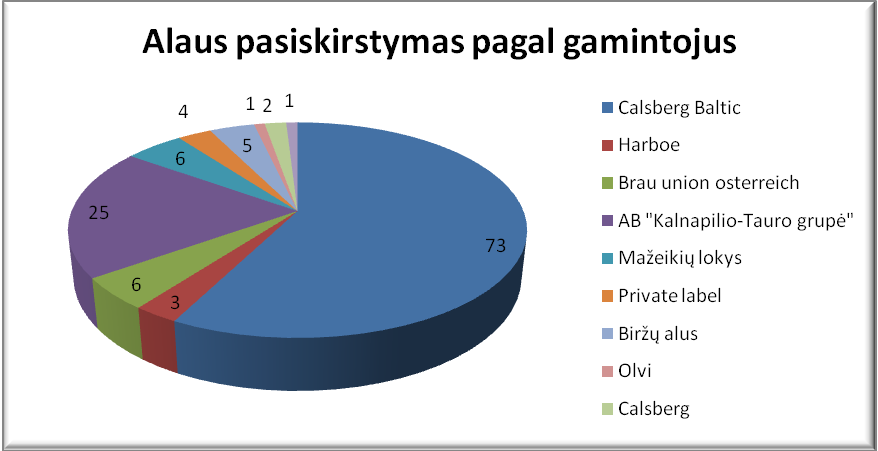 Alaus pasiskirstymas pagal gamintojus
1 2 1
4
5
6
25
6
3
73
Calsberg Baltic
Harboe
Brau union osterreich
AB "Kalnapilio-Tauro grupė"
Mažeikių lokys
Private label
Biržų alus
Olvi
Calsberg